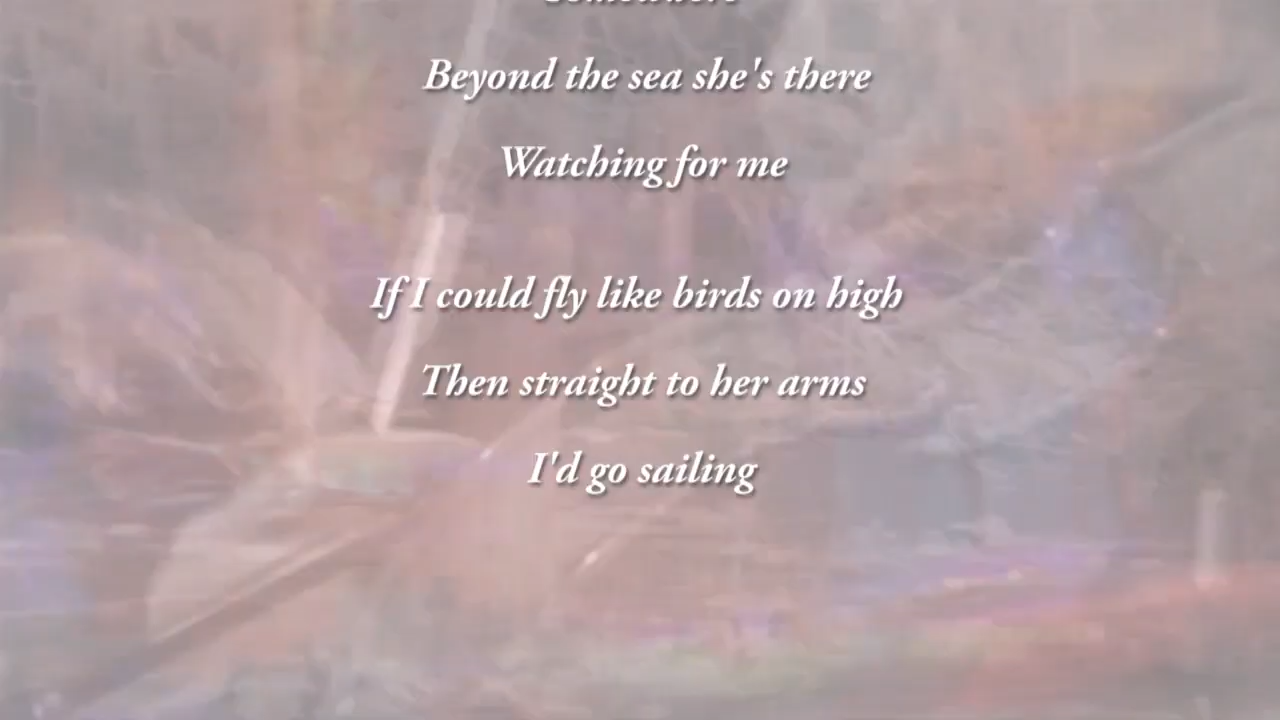 Beyond the sea she's there
Watching for me
If I could fly like birds on high
Then straight to her arms
I'd go sailing